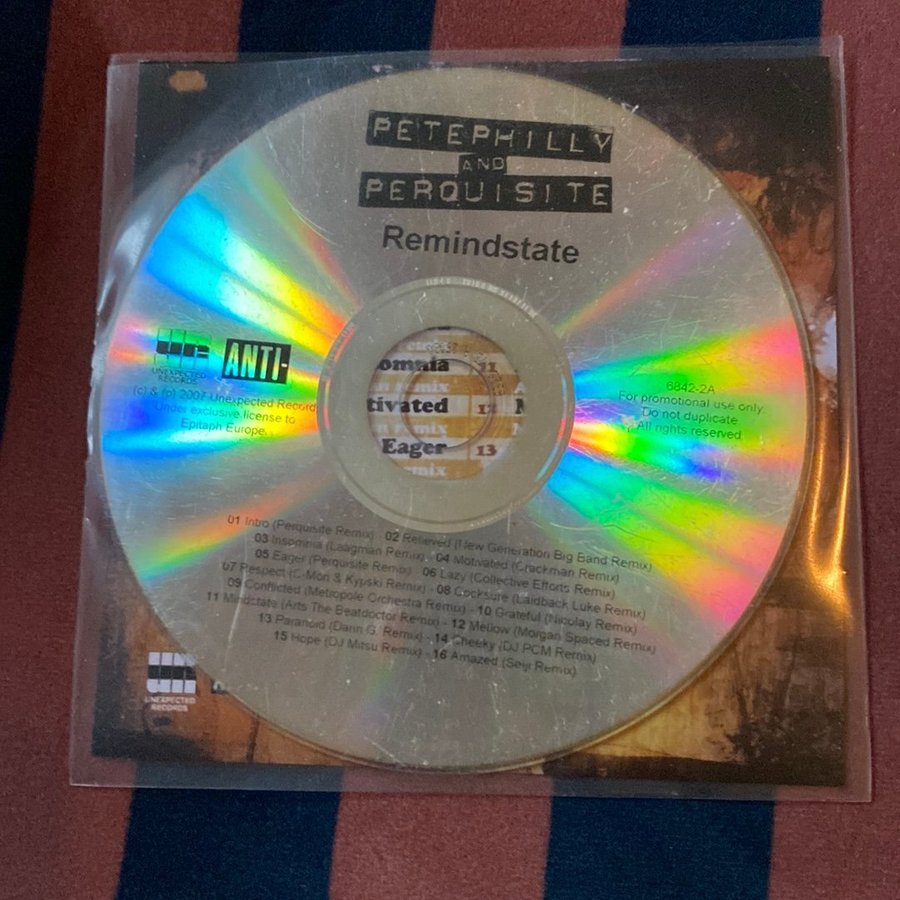 PETEPHILLY
AND
PERQUISITE
Remindstate
UNEXPECTED
RECORDS
ANTI-
(c) & (p) 2007 Unexpected Records
Under exclusive license to
Epitaph Europe.
omnia 11
n remix
tivated 12
n remix
Eager 13
remix
6842-2A
For promotional use only.
Do not duplicate.
All rights reserved.
01 Intro (Perquisite Remix) - 02 Relieved (New Generation Big Band Remix)
03 Insomnia (Laagman Remix) - 04 Motivated (Crackman Remix)
05 Eager (Perquisite Remix) - 06 Lazy (Collective Efforts Remix)
07 Respect (C-Mon & Kypski Remix) - 08 Cocksure (Laidback Luke Remix)
09 Conflicted (Metropole Orchestra Remix) - 10 Grateful (Nicolay Remix)
11 Mindstate (Arts The Beatdoctor Remix) - 12 Mellow (Morgan Spaced Remix)
13 Paranoid (Darin G. Remix) - 14 Cheeky (DJ PCM Remix)
15 Hope (DJ Mitsu Remix) - 16 Amazed (Seiji Remix)
UNEXPECTED
RECORDS